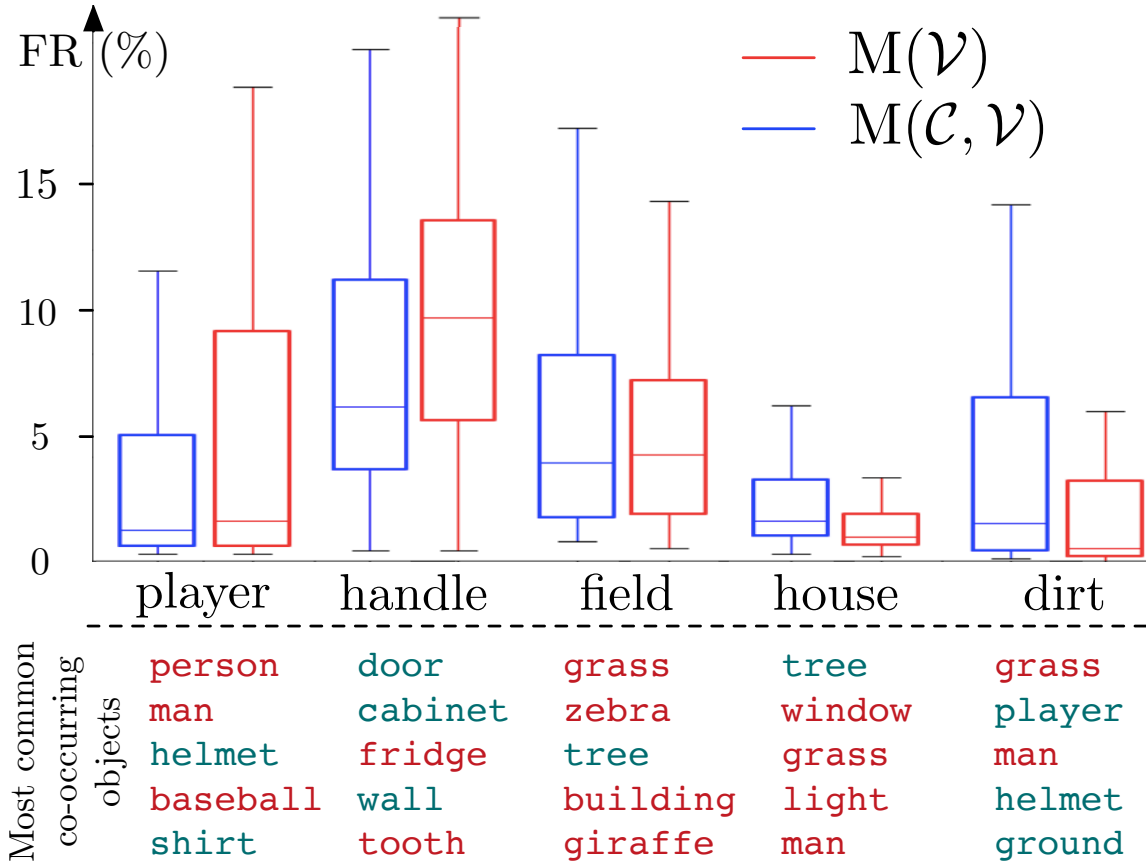 FR (%)
M(𝒱)
M(𝒞, 𝒱)
15
10
5
0
player handle field house dirt
Most common
co-occurring
objects
person door grass tree grass
man cabinet zebra window player
helmet fridge tree grass man
baseball wall building light helmet
shirt tooth giraffe man ground